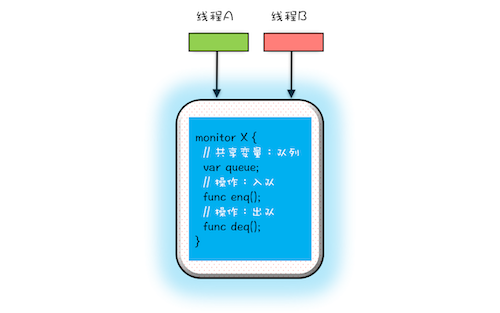 线程A
线程B
monitor X {
// 共享变量：队列
var queue;
// 操作：入队
func enq();
// 操作：出队
func deq();
}